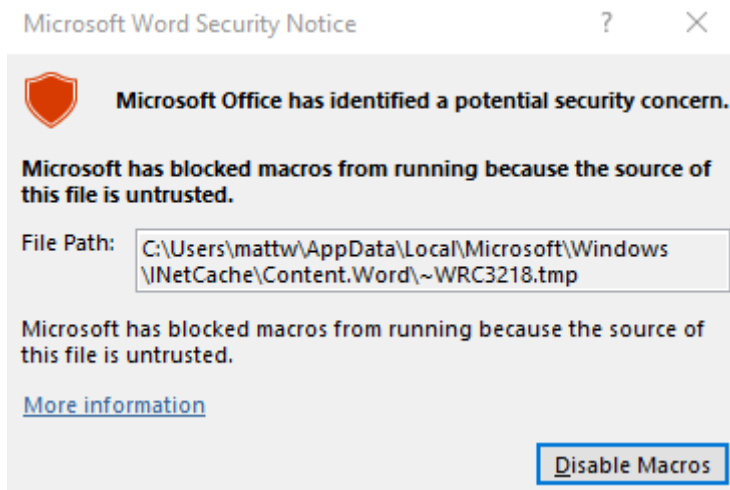 Microsoft Word Security Notice ? ×
Microsoft Office has identified a potential security concern.
Microsoft has blocked macros from running because the source of
this file is untrusted.
File Path: C:\Users\mattw\AppData\Local\Microsoft\Windows
\INetCache\Content.Word\~WRC3218.tmp
Microsoft has blocked macros from running because the source of
this file is untrusted.
More information
Disable Macros